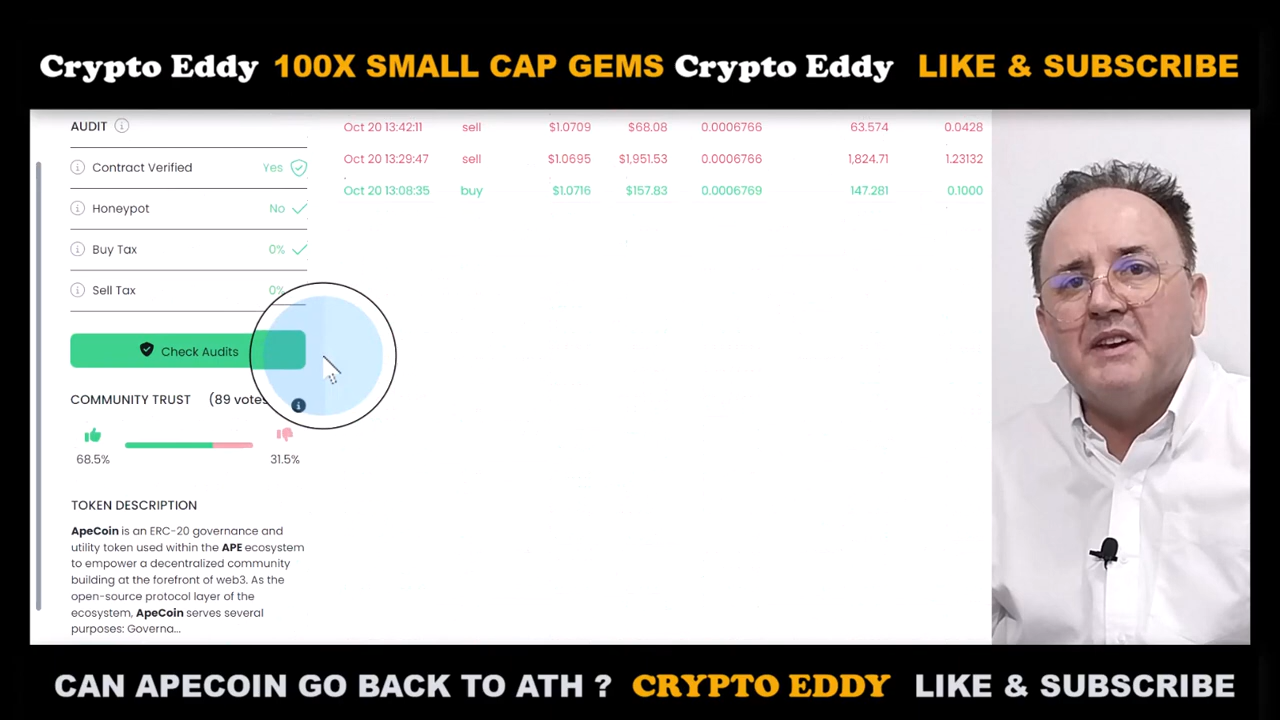 Crypto Eddy 100X SMALL CAP GEMS Crypto Eddy LIKE & SUBSCRIBE
AUDIT
Contract Verified Yes
Honeypot No
Buy Tax 0%
Sell Tax 0%
Check Audits
COMMUNITY TRUST (89 votes
68.5% 31.5%
TOKEN DESCRIPTION
ApeCoin is an ERC-20 governance and
utility token used within the APE ecosystem
to empower a decentralized community
building at the forefront of web3. As the
open-source protocol layer of the
ecosystem, ApeCoin serves several
purposes: Governa...
Oct 20 13:42:11 sell $1.0709 $68.08 0.0006766 63.574 0.0428
Oct 20 13:29:47 sell $1.0695 $1,951.53 0.0006766 1,824.71 1.23132
Oct 20 13:08:35 buy $1.0716 $157.83 0.0006769 147.281 0.1000
CAN APECOIN GO BACK TO ATH ? CRYPTO EDDY LIKE & SUBSCRIBE